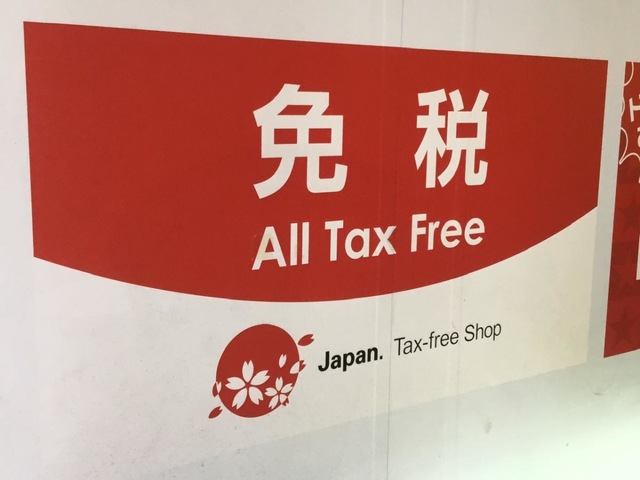 免税
All Tax Free
Japan. Tax-free Shop